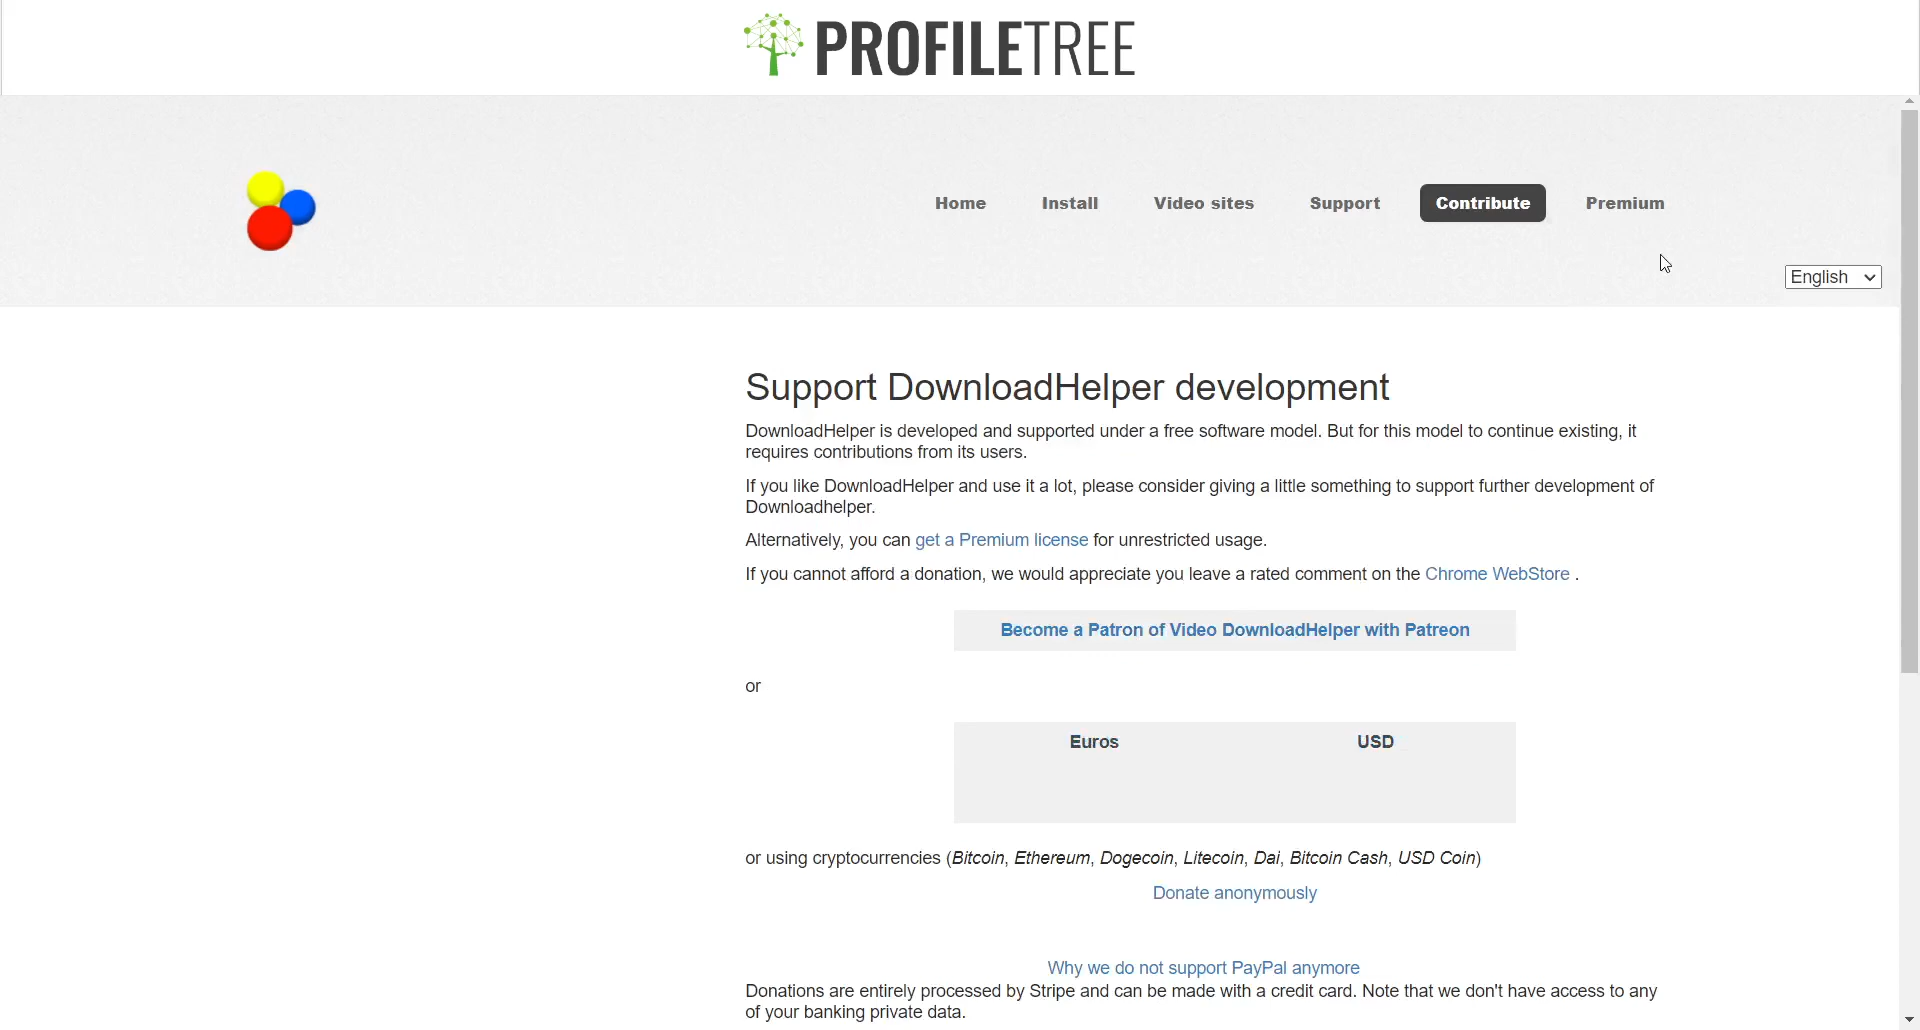 PROFILETREE
Home Install Video sites Support Contribute Premium
English
Support DownloadHelper development
DownloadHelper is developed and supported under a free software model. But for this model to continue existing, it
requires contributions from its users.
If you like DownloadHelper and use it a lot, please consider giving a little something to support further development of
Downloadhelper.
Alternatively, you can get a Premium license for unrestricted usage.
If you cannot afford a donation, we would appreciate you leave a rated comment on the Chrome WebStore .
Become a Patron of Video DownloadHelper with Patreon
or
Euros USD
or using cryptocurrencies (Bitcoin, Ethereum, Dogecoin, Litecoin, Dai, Bitcoin Cash, USD Coin)
Donate anonymously
Why we do not support PayPal anymore
Donations are entirely processed by Stripe and can be made with a credit card. Note that we don't have access to any
of your banking private data.